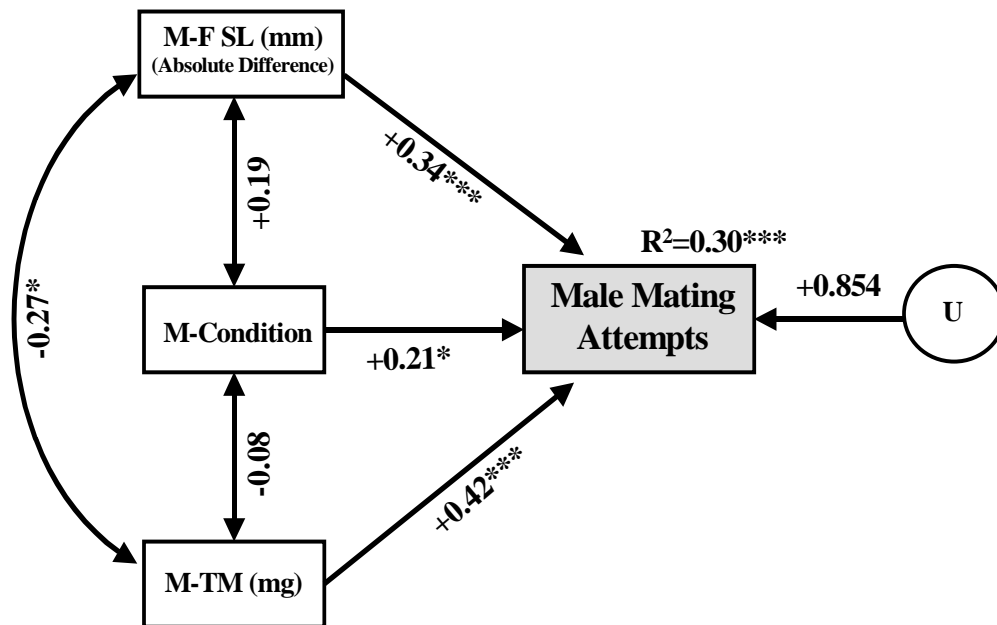 M-F SL (mm)
(Absolute Difference)
+0.34***
+0.19
R²=0.30***
-0.27*
M-Condition
+0.21*
Male Mating
Attempts
+0.854
U
-0.08
+0.42***
M-TM (mg)